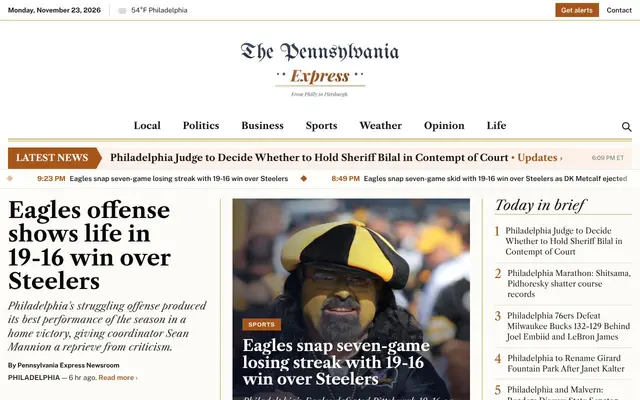 Monday, November 23, 2026
54°F Philadelphia
Get alerts
Contact
The Pennsylvania
Express
From Philly to Pittsburgh
Local
Politics
Business
Sports
Weather
Opinion
Life
LATEST NEWS
Philadelphia Judge to Decide Whether to Hold Sheriff Bilal in Contempt of Court • Updates ›
6:09 PM ET
9:23 PM Eagles snap seven-game losing streak with 19-16 win over Steelers
8:49 PM Eagles snap seven-game skid with 19-16 win over Steelers as DK Metcalf ejected
Eagles offense
shows life in
19-16 win over
Steelers
Philadelphia's struggling offense produced
its best performance of the season in a
home victory, giving coordinator Sean
Mannion a reprieve from criticism.
By Pennsylvania Express Newsroom
PHILADELPHIA — 6 hr ago. Read more ›
SPORTS
Eagles snap seven-game
losing streak with 19-16
win over Steelers
Today in brief
1 Philadelphia Judge to Decide
Whether to Hold Sheriff Bilal in
Contempt of Court
2 Philadelphia Marathon: Shitsama,
Pidhoresky shatter course
records
3 Philadelphia 76ers Defeat
Milwaukee Bucks 132-129 Behind
Joel Embiid and LeBron James
4 Philadelphia to Rename Girard
Fountain Park After Janet Kalter
5 Philadelphia and Malvern: